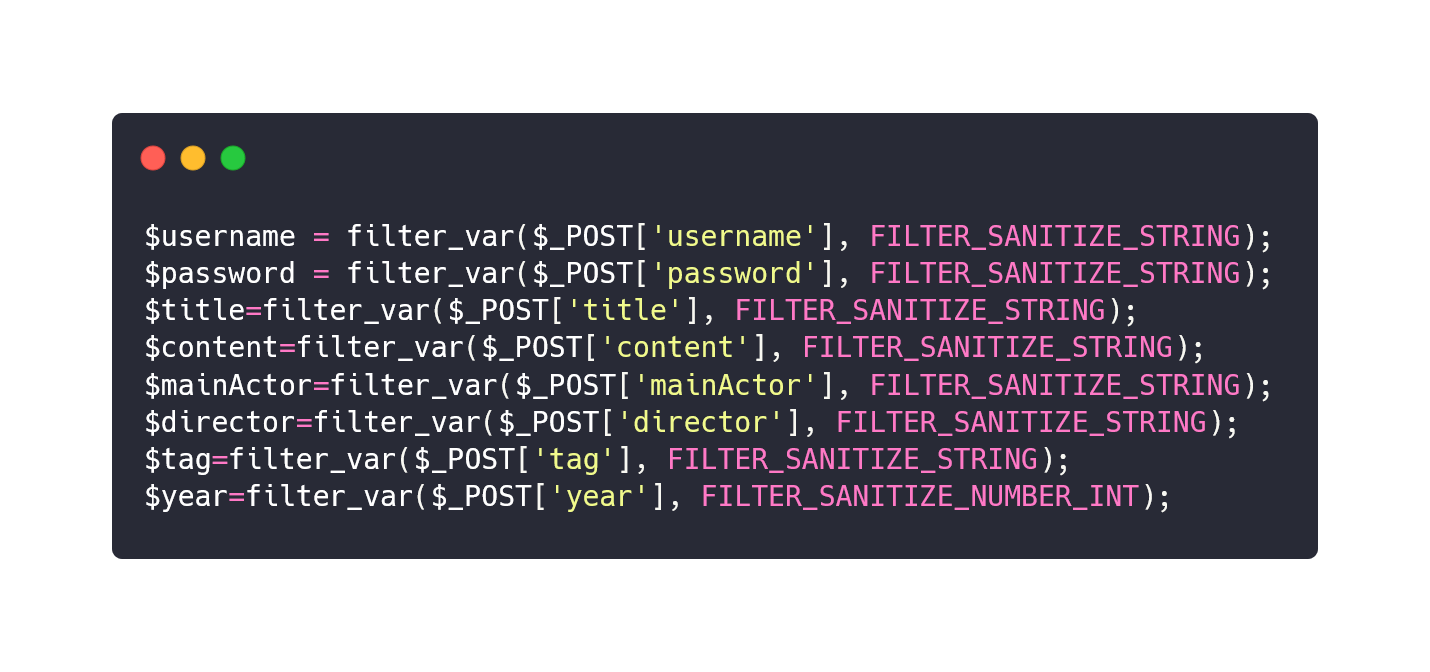 $username = filter_var($_POST['username'], FILTER_SANITIZE_STRING);
$password = filter_var($_POST['password'], FILTER_SANITIZE_STRING);
$title=filter_var($_POST['title'], FILTER_SANITIZE_STRING);
$content=filter_var($_POST['content'], FILTER_SANITIZE_STRING);
$mainActor=filter_var($_POST['mainActor'], FILTER_SANITIZE_STRING);
$director=filter_var($_POST['director'], FILTER_SANITIZE_STRING);
$tag=filter_var($_POST['tag'], FILTER_SANITIZE_STRING);
$year=filter_var($_POST['year'], FILTER_SANITIZE_NUMBER_INT);